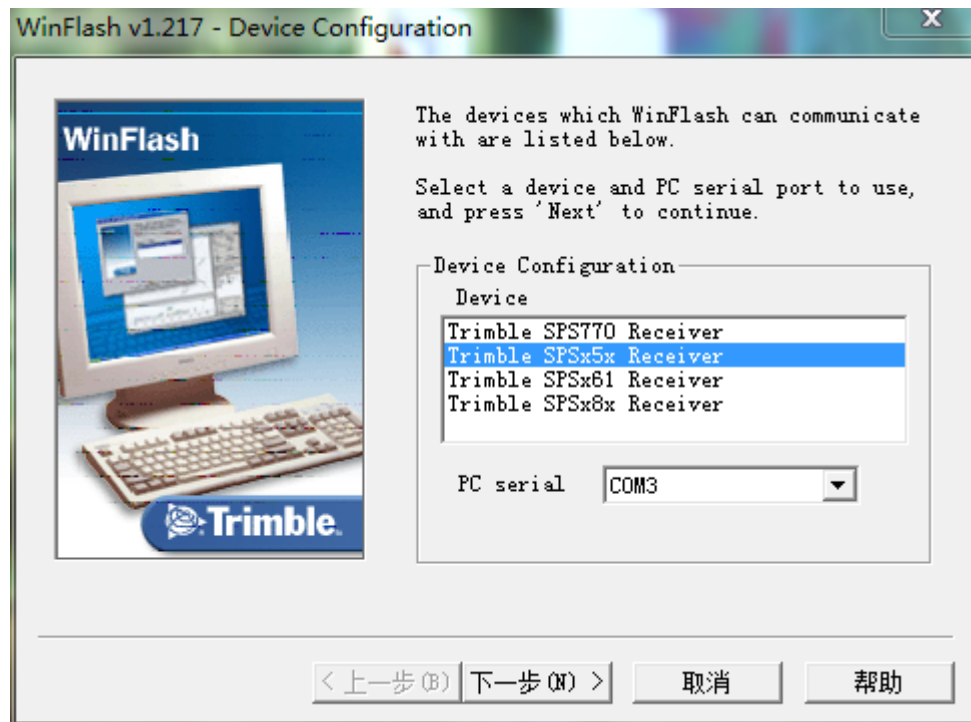 WinFlash v1.217 - Device Configuration
WinFlash
Trimble.
The devices which WinFlash can communicate
with are listed below.
Select a device and PC serial port to use,
and press 'Next' to continue.
Device Configuration
Device
Trimble SPS770 Receiver
Trimble SPSx5x Receiver
Trimble SPSx61 Receiver
Trimble SPSx8x Receiver
PC serial COM3
< 上一步(B) 下一步(N) > 取消 帮助